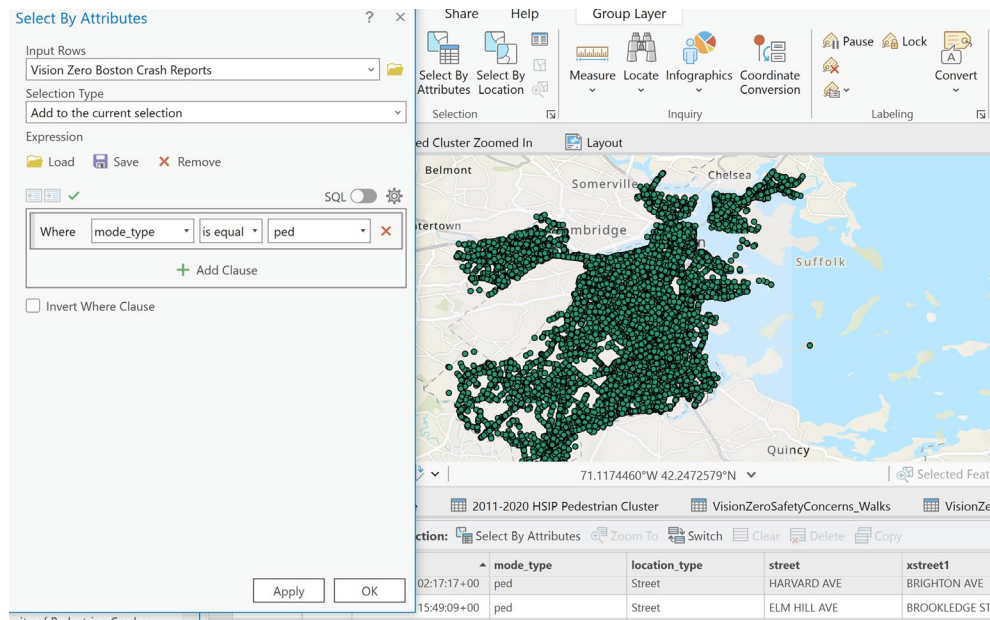 Select By Attributes
?
Input Rows
Vision Zero Boston Crash Reports
Selection Type
Add to the current selection
Expression
Load Save Remove
SQL
Where mode_type is equal ped
Add Clause
Invert Where Clause
Apply OK
Share Help Group Layer
Select By Attributes
Select By Location
Measure Locate Infographics Coordinate Conversion
Pause Lock
A
Convert
Selection Inquiry Labeling
ed Cluster Zoomed In Layout
Belmont
Somerville
Chelsea
tertown
mbridge
n
Suffolk
Quincy
71.1174460°W 42.2472579°N
Selected Feat
2011-2020 HSIP Pedestrian Cluster VisionZeroSafetyConcerns_Walks VisionZe
ction: Select By Attributes Zoom To Switch Clear Delete Copy
mode_type location_type street xstreet1
02:17:17+00 ped Street HARVARD AVE BRIGHTON AVE
15:49:09+00 ped Street ELM HILL AVE BROOKLEDGE ST